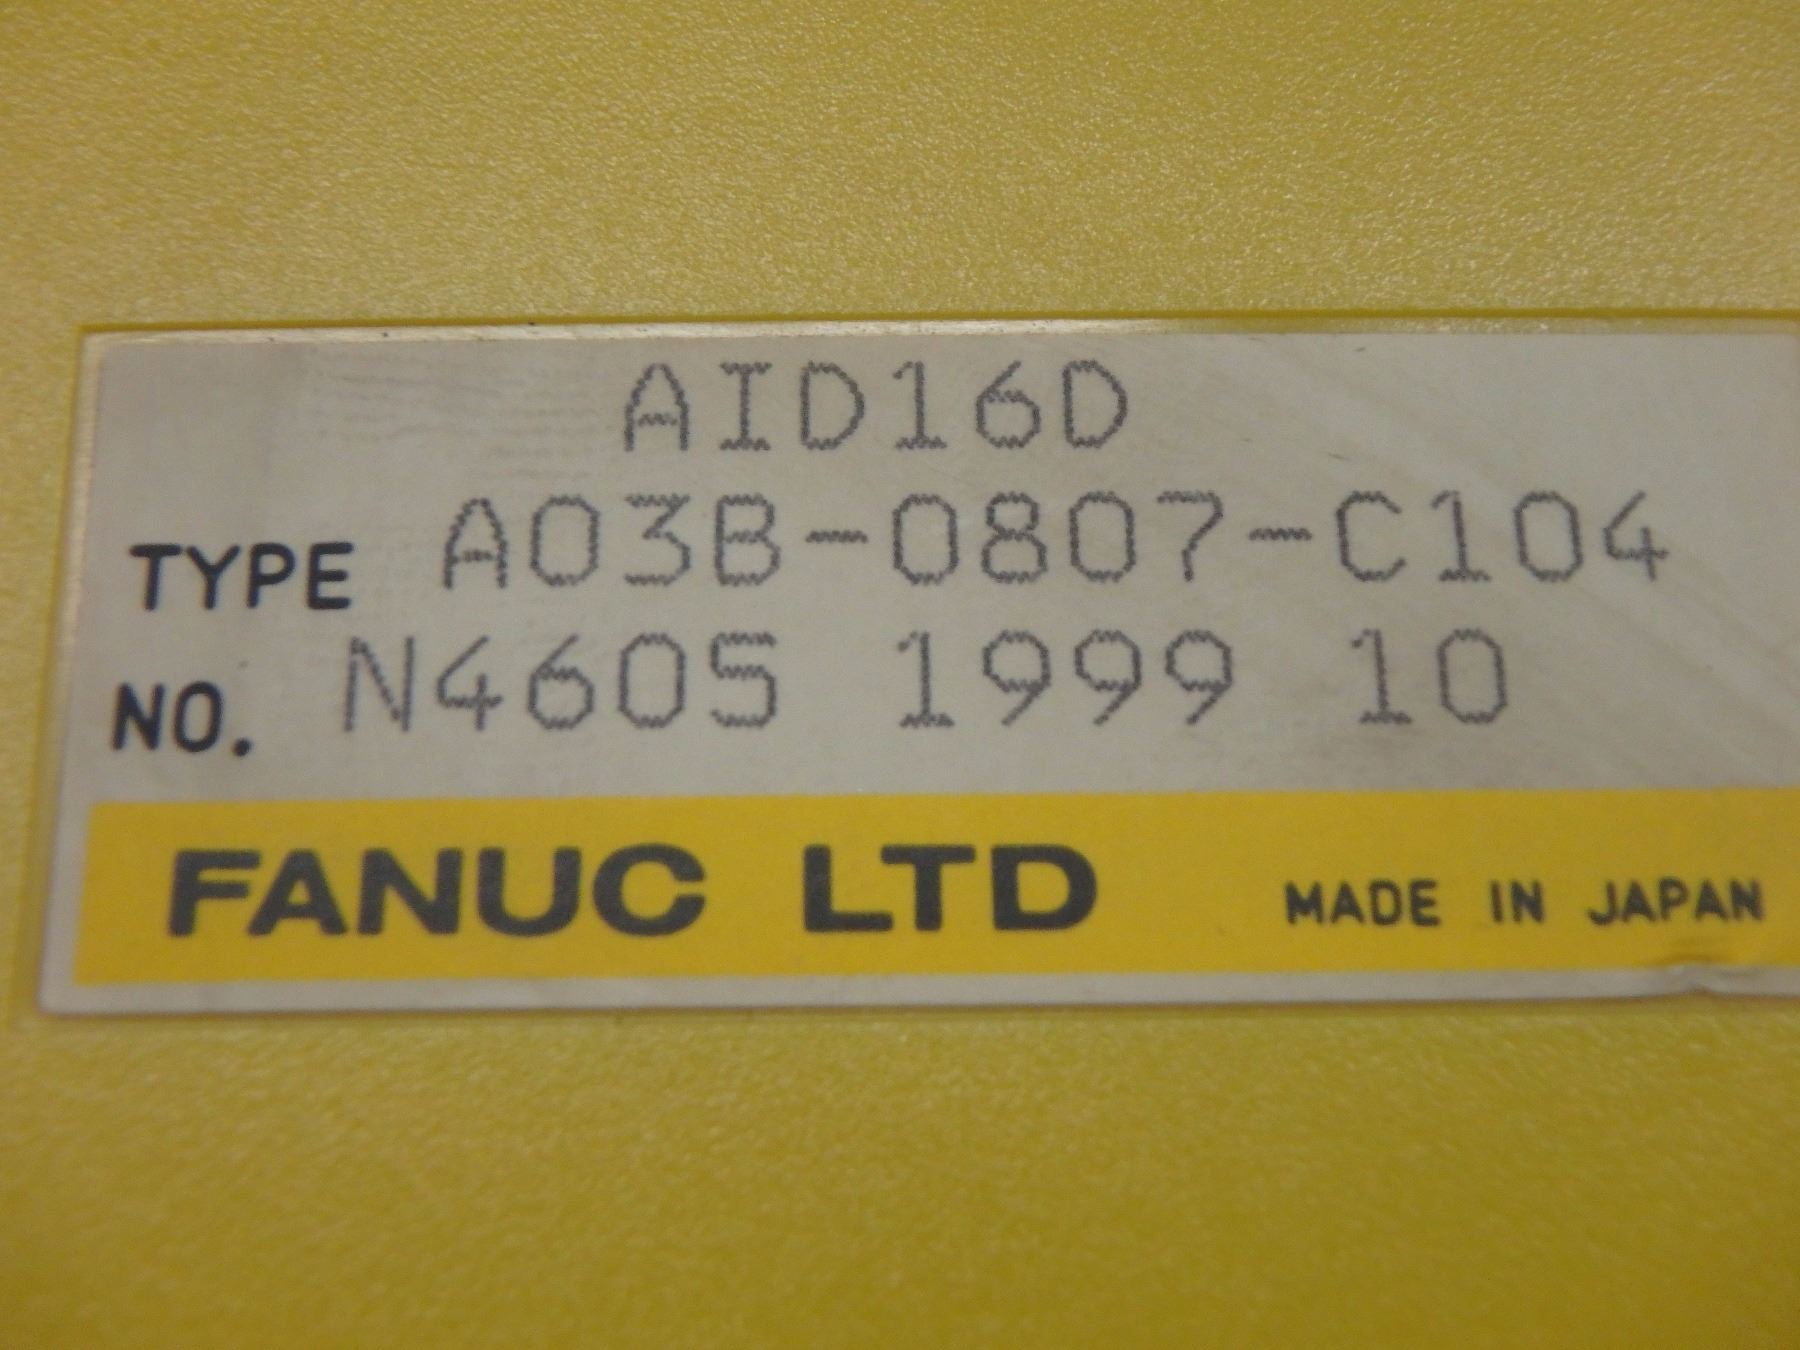 AID16D
TYPE A03B-0807-C104
NO. N4605 1999 10
FANUC LTD MADE IN JAPAN